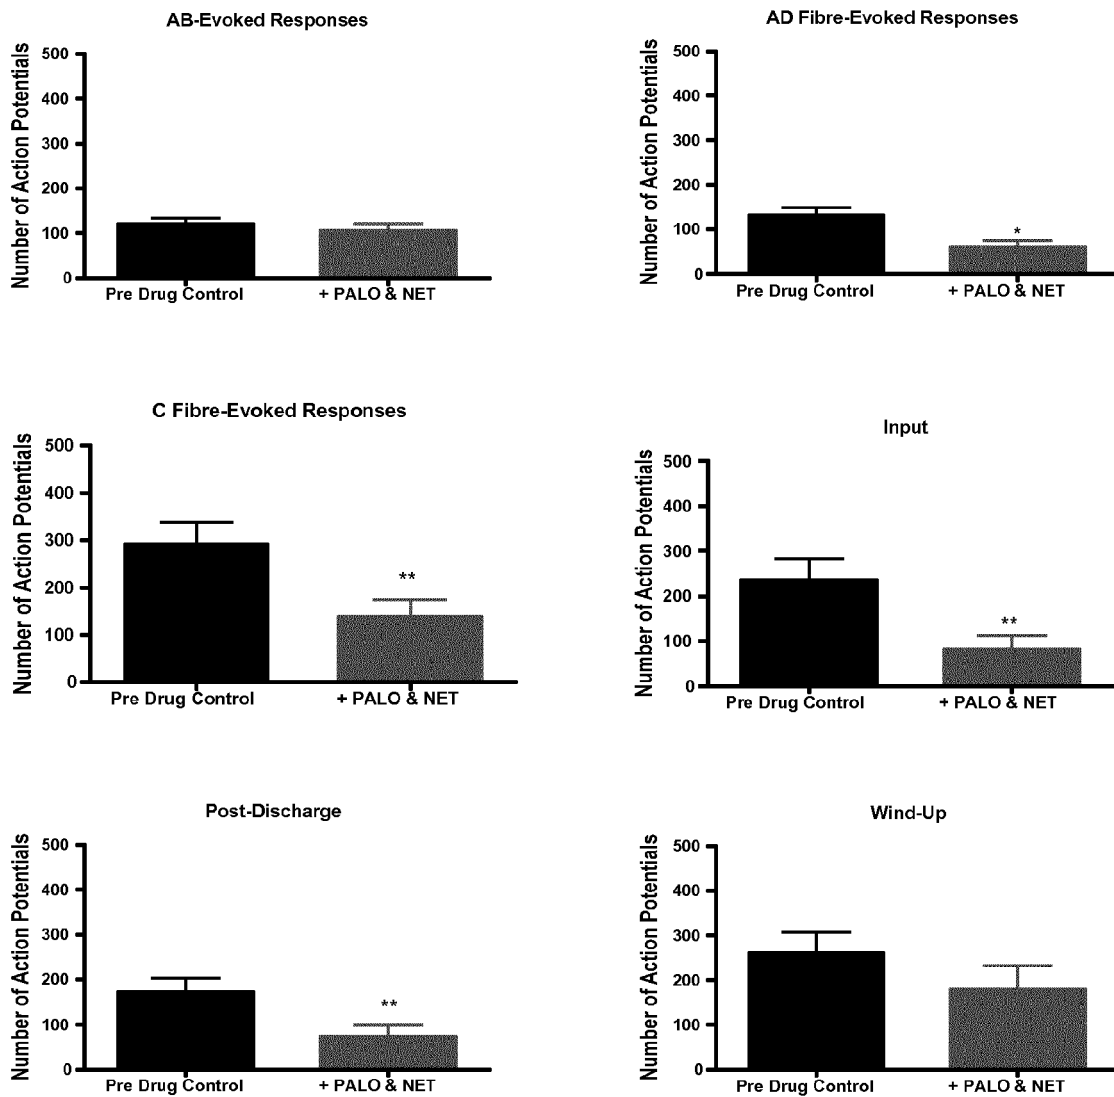 AB-Evoked Responses
Number of Action Potentials
500
400
300
200
100
0
Pre Drug Control
+ PALO & NET
AD Fibre-Evoked Responses
Number of Action Potentials
500
400
300
200
100
0
*
Pre Drug Control
+ PALO & NET
C Fibre-Evoked Responses
Number of Action Potentials
500
400
300
200
100
0
**
Pre Drug Control
+ PALO & NET
Input
Number of Action Potentials
500
400
300
200
100
0
**
Pre Drug Control
+ PALO & NET
Post-Discharge
Number of Action Potentials
500
400
300
200
100
0
**
Pre Drug Control
+ PALO & NET
Wind-Up
Number of Action Potentials
500
400
300
200
100
0
Pre Drug Control
+ PALO & NET